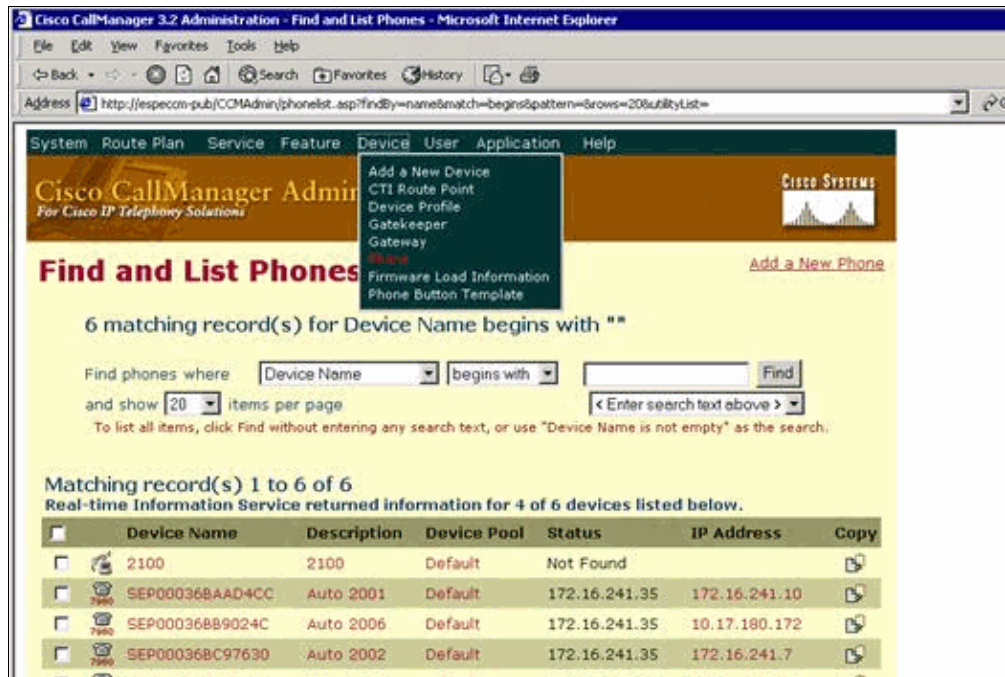 Cisco CallManager 3.2 Administration - Find and List Phones - Microsoft Internet Explorer
File Edit View Favorites Tools Help
Back Search Favorites History
Address http://especom-pub/CCMAdmin/phonelist.asp?findBy=name&match=begins&pattern=&rows=20&utilityList=
System Route Plan Service Feature Device User Application Help
Cisco CallManager Admin
For Cisco IP Telephony Solutions
CISCO SYSTEMS
Add a New Device
CTI Route Point
Device Profile
Gatekeeper
Gateway
Phone
Firmware Load Information
Phone Button Template
Find and List Phones
Add a New Phone
6 matching record(s) for Device Name begins with ""
Find phones where Device Name begins with Find
and show 20 items per page < Enter search text above >
To list all items, click Find without entering any search text, or use "Device Name is not empty" as the search.
Matching record(s) 1 to 6 of 6
Real-time Information Service returned information for 4 of 6 devices listed below.
Device Name Description Device Pool Status IP Address Copy
2100 2100 Default Not Found
7960 SEP00036BAAD4CC Auto 2001 Default 172.16.241.35 172.16.241.10
7960 SEP00036BB9024C Auto 2006 Default 172.16.241.35 10.17.180.172
7960 SEP00036BC97630 Auto 2002 Default 172.16.241.35 172.16.241.7